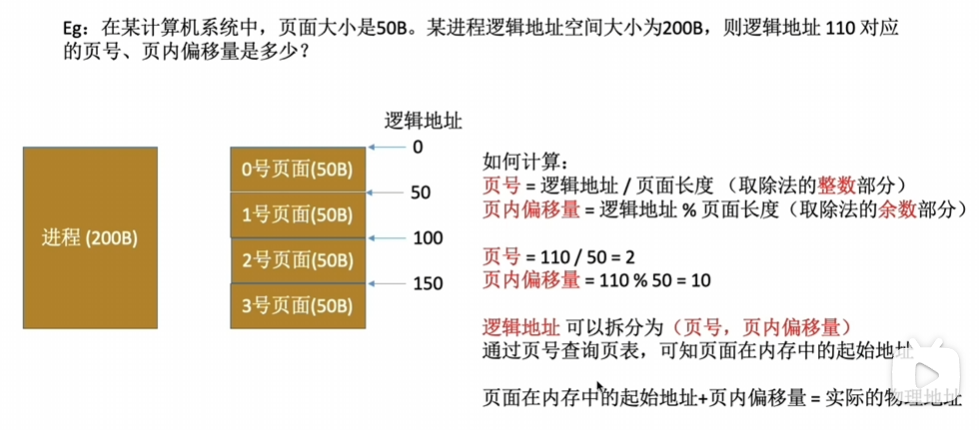 Eg：在某计算机系统中，页面大小是50B。某进程逻辑地址空间大小为200B，则逻辑地址 110 对应
的页号、页内偏移量是多少？
逻辑地址
进程 (200B)
0号页面(50B)
1号页面(50B)
2号页面(50B)
3号页面(50B)
0
50
100
150
如何计算：
页号 = 逻辑地址 / 页面长度 （取除法的整数部分）
页内偏移量 = 逻辑地址 % 页面长度（取除法的余数部分）
页号 = 110 / 50 = 2
页内偏移量 = 110 % 50 = 10
逻辑地址 可以拆分为（页号，页内偏移量）
通过页号查询页表，可知页面在内存中的起始地址
页面在内存中的起始地址+页内偏移量 = 实际的物理地址